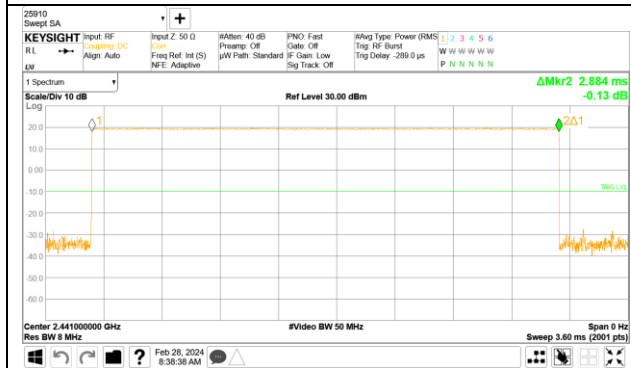 25910
Swept SA
+
KEYSIGHT Input: RF Input Z: 50 Ω #Atten: 40 dB PNO: Fast #Avg Type: Power (RMS 1 2 3 4 5 6
RL Coupling: DC Corr Preamp: Off Gate: Off Trig: RF Burst W W W W W W
Align: Auto Freq Ref: Int (S) µW Path: Standard IF Gain: Low Trig Delay: -289.0 µs
NFE: Adaptive Sig Track: Off P N N N N N
1 Spectrum
ΔMkr2 2.884 ms
Scale/Div 10 dB Ref Level 30.00 dBm -0.13 dB
Log
1 2Δ1
20.0
10.0
0.00
TRIG LVL
-10.0
-20.0
-30.0
-40.0
-50.0
-60.0
Center 2.441000000 GHz #Video BW 50 MHz Span 0 Hz
Res BW 8 MHz Sweep 3.60 ms (2001 pts)
? Feb 28, 2024
8:38:38 AM